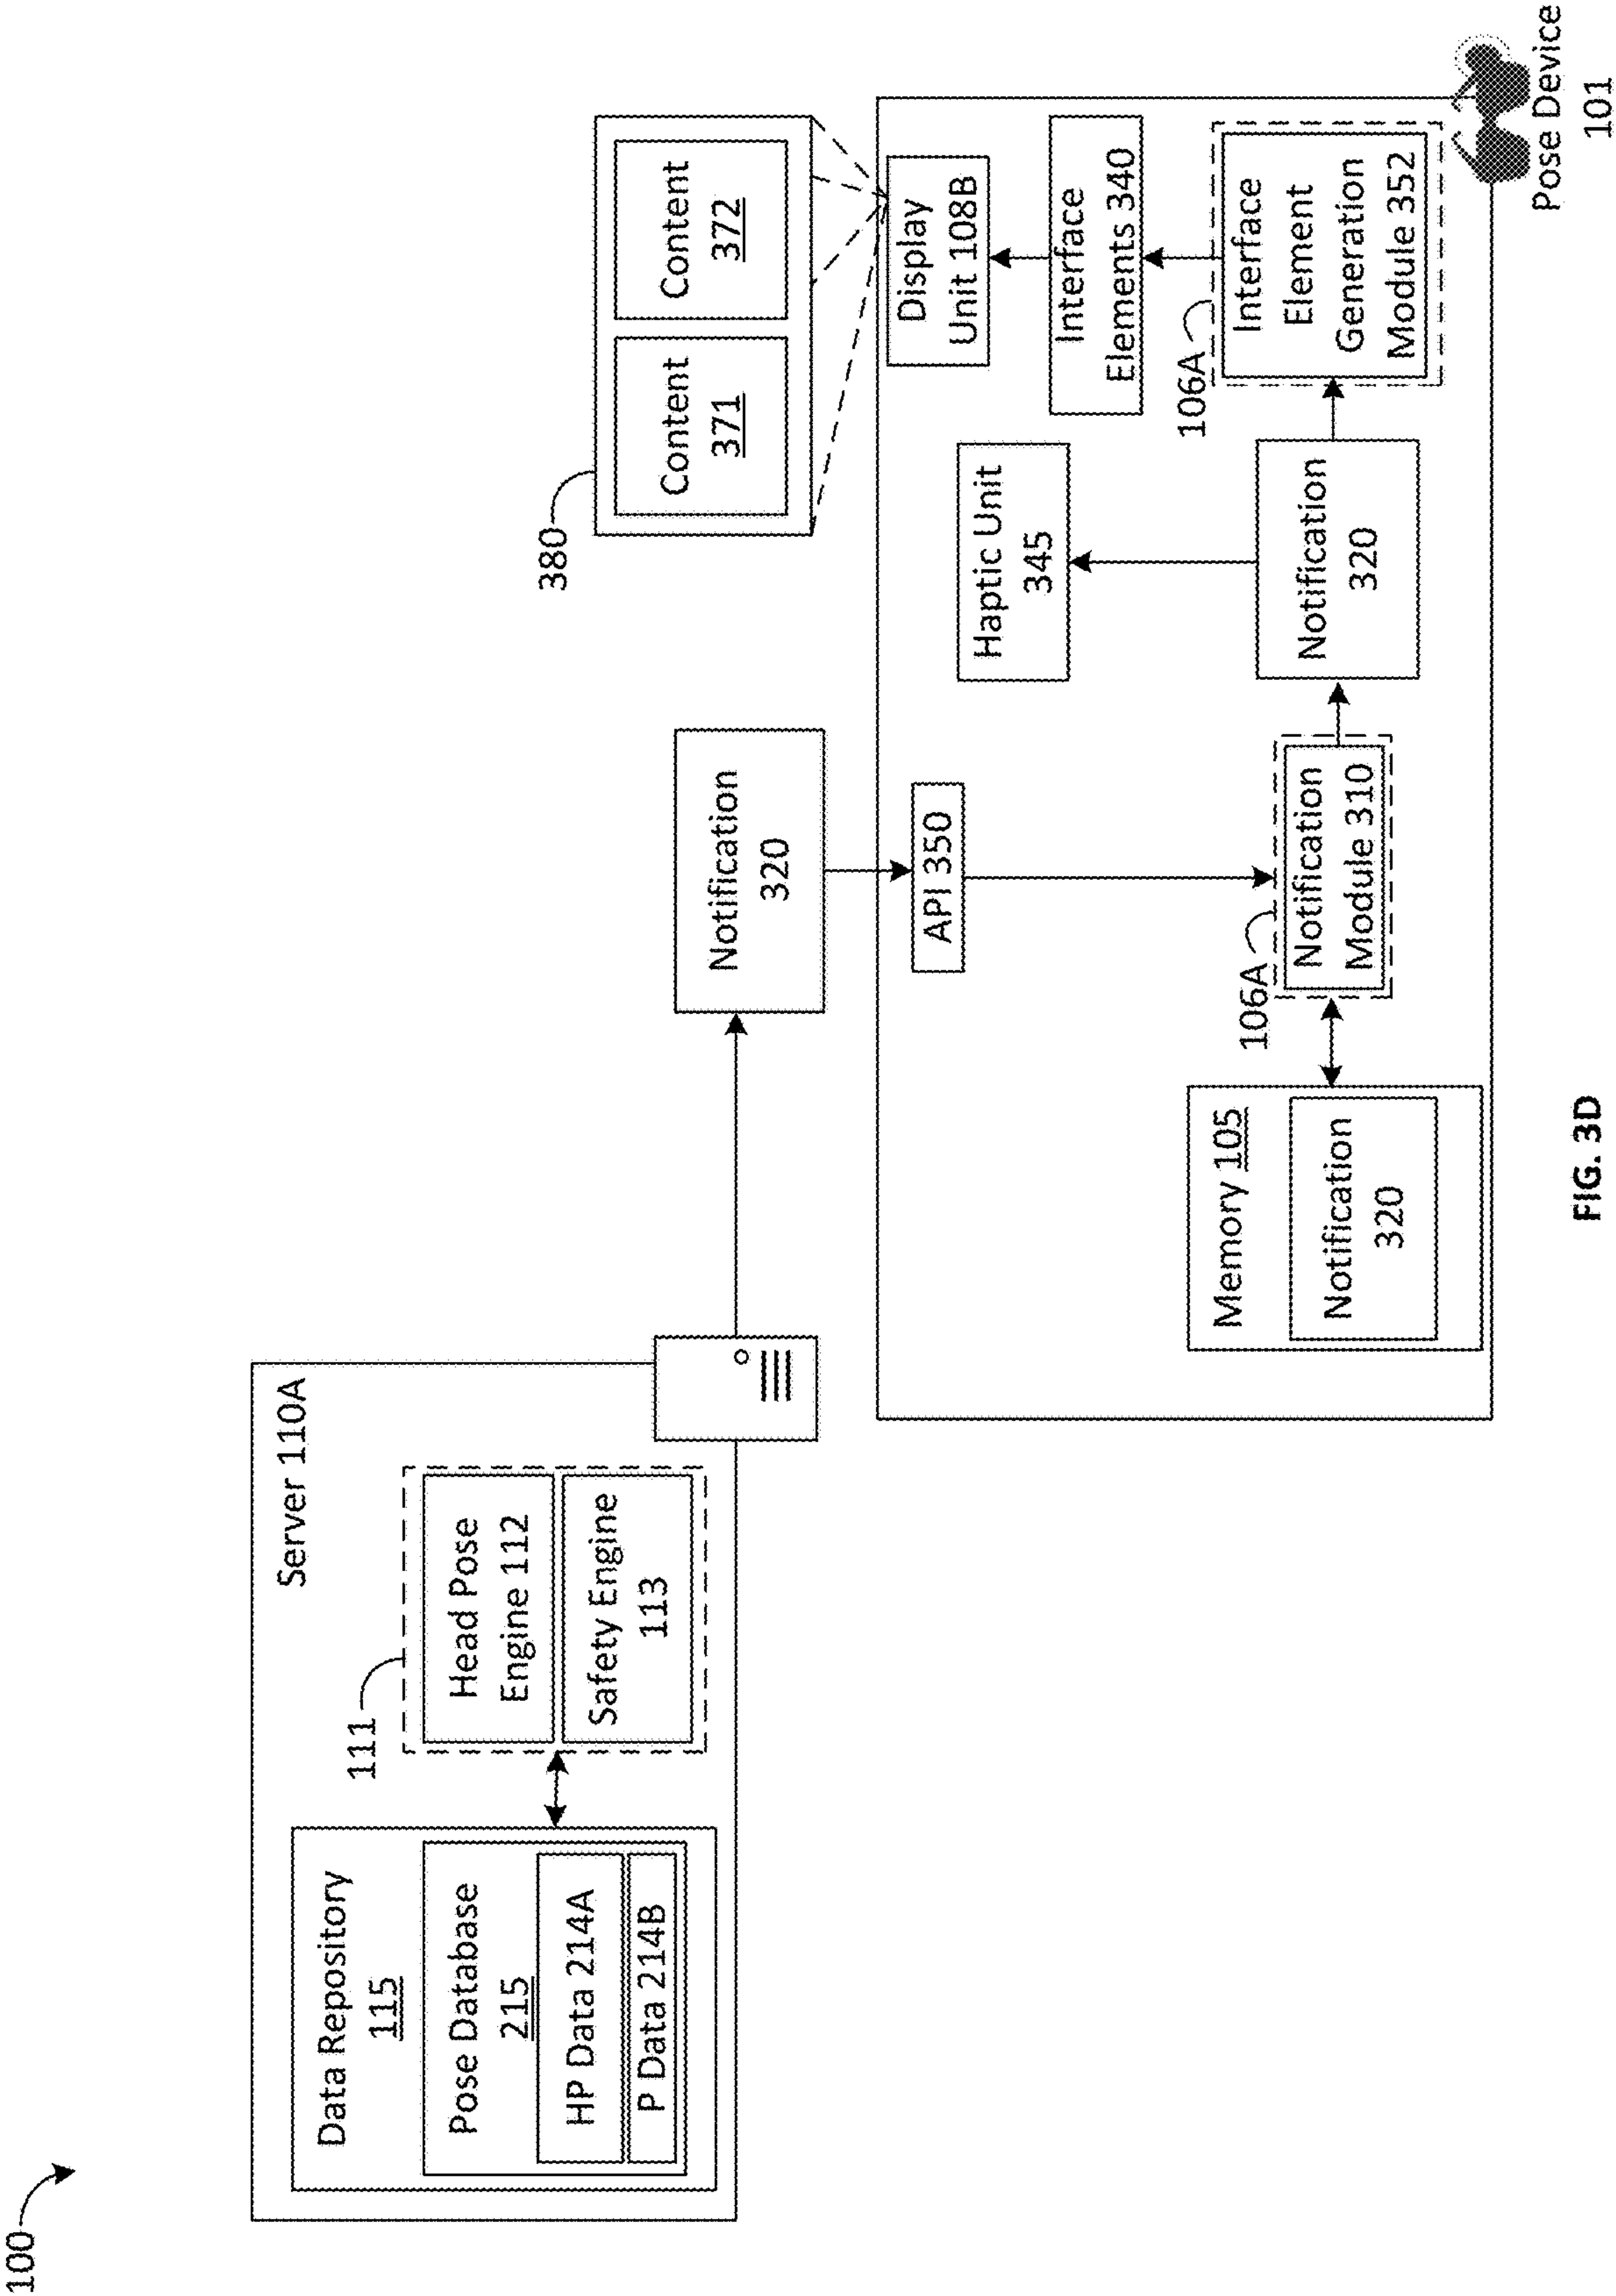 100
Server 110A
Data Repository
115
Pose Database
215
HP Data 214A
P Data 214B
111
Head Pose
Engine 112
Safety Engine
113
Notification
320
380
Content
371
Content
372
API 350
Memory 105
Notification
320
106A
Notification
Module 310
Haptic Unit
345
Notification
320
Display
Unit 108B
Interface
Elements 340
106A
Interface
Element
Generation
Module 352
Pose Device
101
FIG. 3D